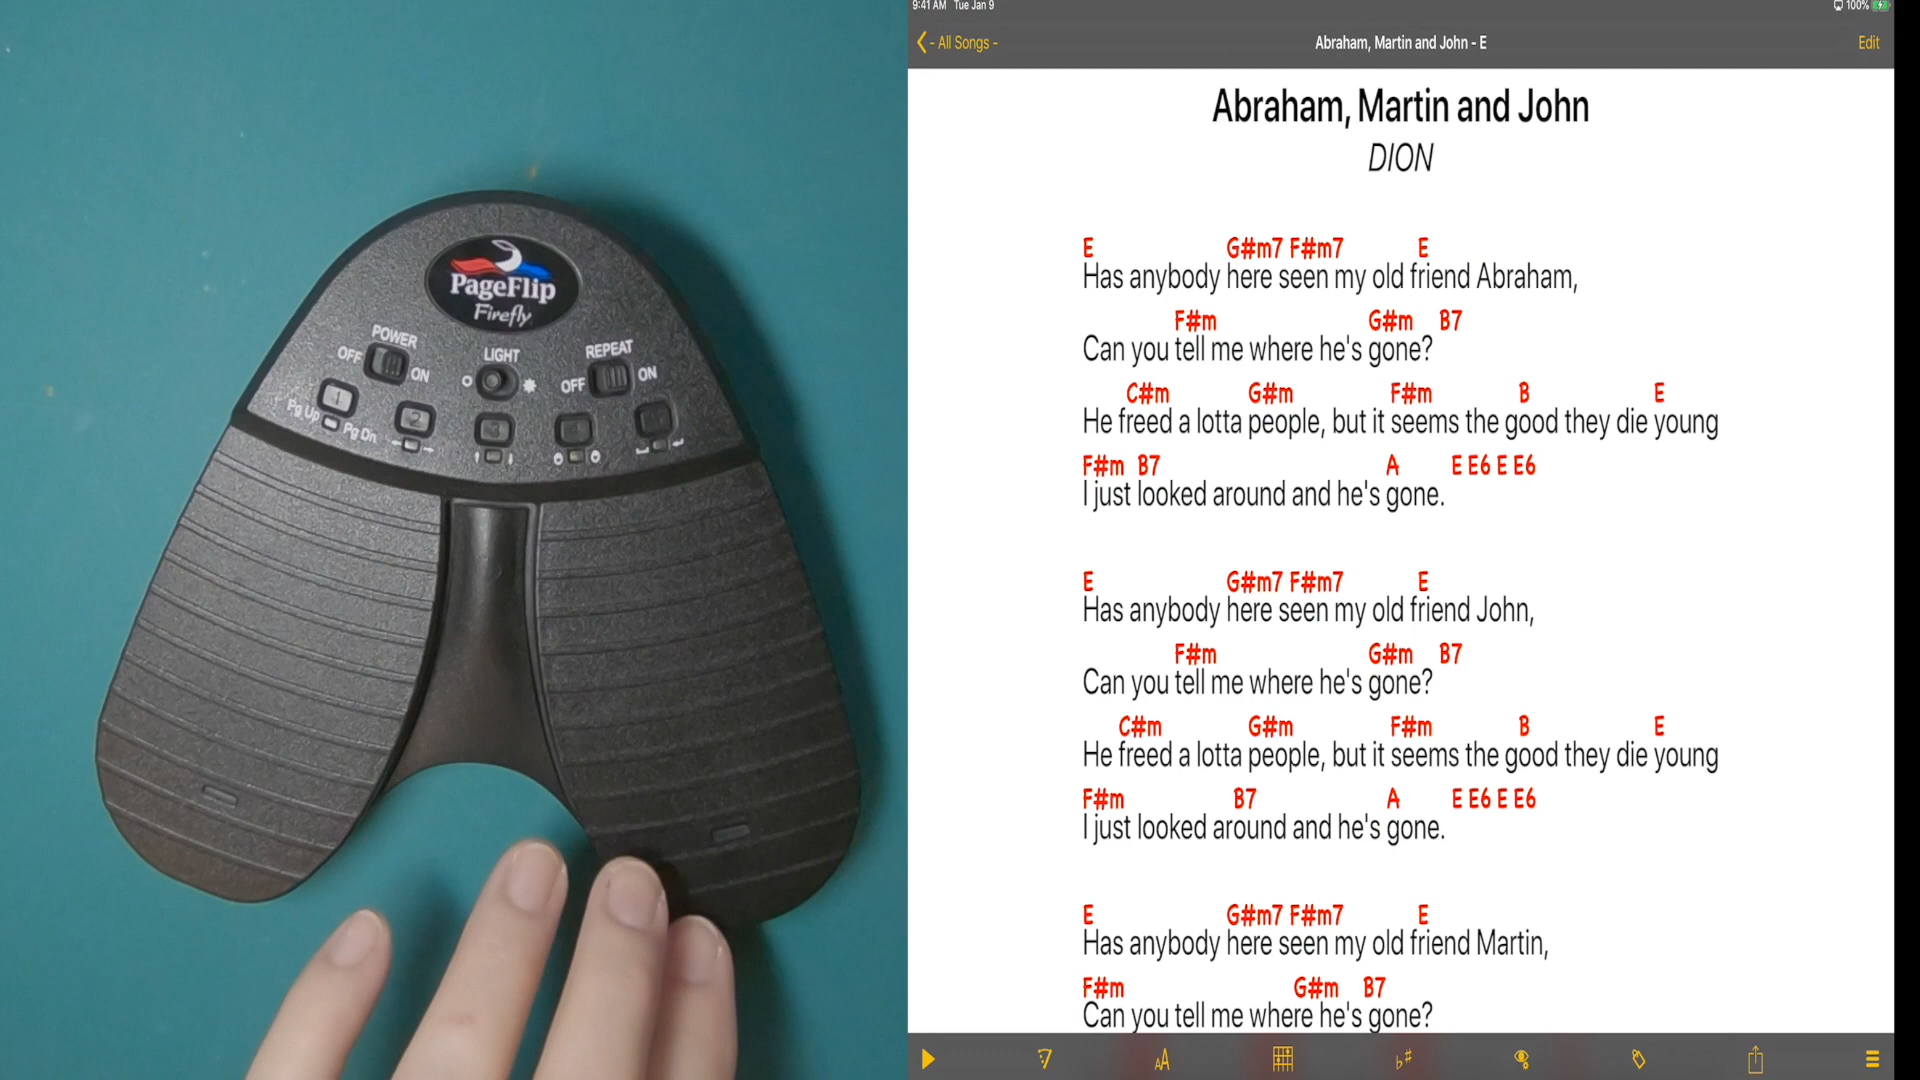 PageFlip
Firefly
POWER
OFF
ON
LIGHT
REPEAT
OFF
ON
1
2
3
Pg Up
Pg Dn
9:41 AM Tue Jan 9
100%
- All Songs -
Abraham, Martin and John - E
Edit
Abraham, Martin and John
DION
E G#m7 F#m7 E
Has anybody here seen my old friend Abraham,
F#m G#m B7
Can you tell me where he's gone?
C#m G#m F#m B E
He freed a lotta people, but it seems the good they die young
F#m B7 A E E6 E E6
I just looked around and he's gone.
E G#m7 F#m7 E
Has anybody here seen my old friend John,
F#m G#m B7
Can you tell me where he's gone?
C#m G#m F#m B E
He freed a lotta people, but it seems the good they die young
F#m B7 A E E6 E E6
I just looked around and he's gone.
E G#m7 F#m7 E
Has anybody here seen my old friend Martin,
F#m G#m B7
Can you tell me where he's gone?
AA
b#